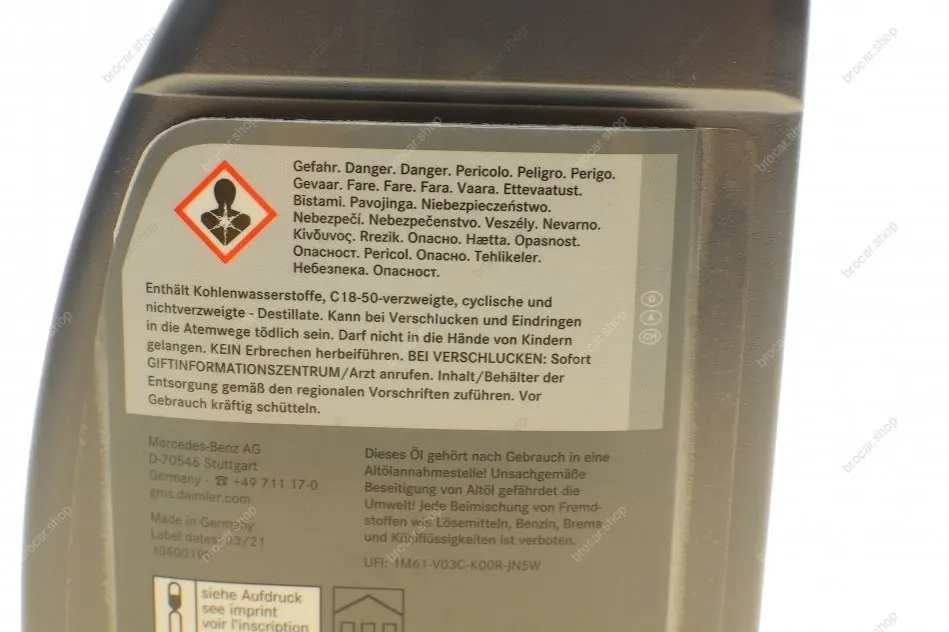 Gefahr. Danger. Danger. Pericolo. Peligro. Perigo.
Gevaar. Fare. Fare. Fara. Vaara. Ettevaatust.
Bistami. Pavojinga. Niebezpieczeństwo.
Nebezpečí. Nebezpečenstvo. Veszély. Nevarno.
Κίνδυνος. Rrezik. Опасно. Hætta. Opasnost.
Опасност. Pericol. Опасно. Tehlikeler.
Небезпека. Опасност.
Enthält Kohlenwasserstoffe, C18-50-verzweigte, cyclische und
nichtverzweigte - Destillate. Kann bei Verschlucken und Eindringen
in die Atemwege tödlich sein. Darf nicht in die Hände von Kindern
gelangen. KEIN Erbrechen herbeiführen. BEI VERSCHLUCKEN: Sofort
GIFTINFORMATIONSZENTRUM/Arzt anrufen. Inhalt/Behälter der
Entsorgung gemäß den regionalen Vorschriften zuführen. Vor
Gebrauch kräftig schütteln.
D
A
CH
Mercedes-Benz AG
D-70546 Stuttgart
Germany · ☎ +49 711 17-0
gms.daimler.com
Made in Germany
Label dates: 03/21
Dieses Öl gehört nach Gebrauch in eine
Altölannahmestelle! Unsachgemäße
Beseitigung von Altöl gefährdet die
Umwelt! Jede Beimischung von Fremd-
stoffen wie Lösemitteln, Benzin, Brems-
und Kühlflüssigkeiten ist verboten.
UFI: 1M61-V03C-K00R-JN5W
siehe Aufdruck
see imprint
voir l'inscription
brocar.shop